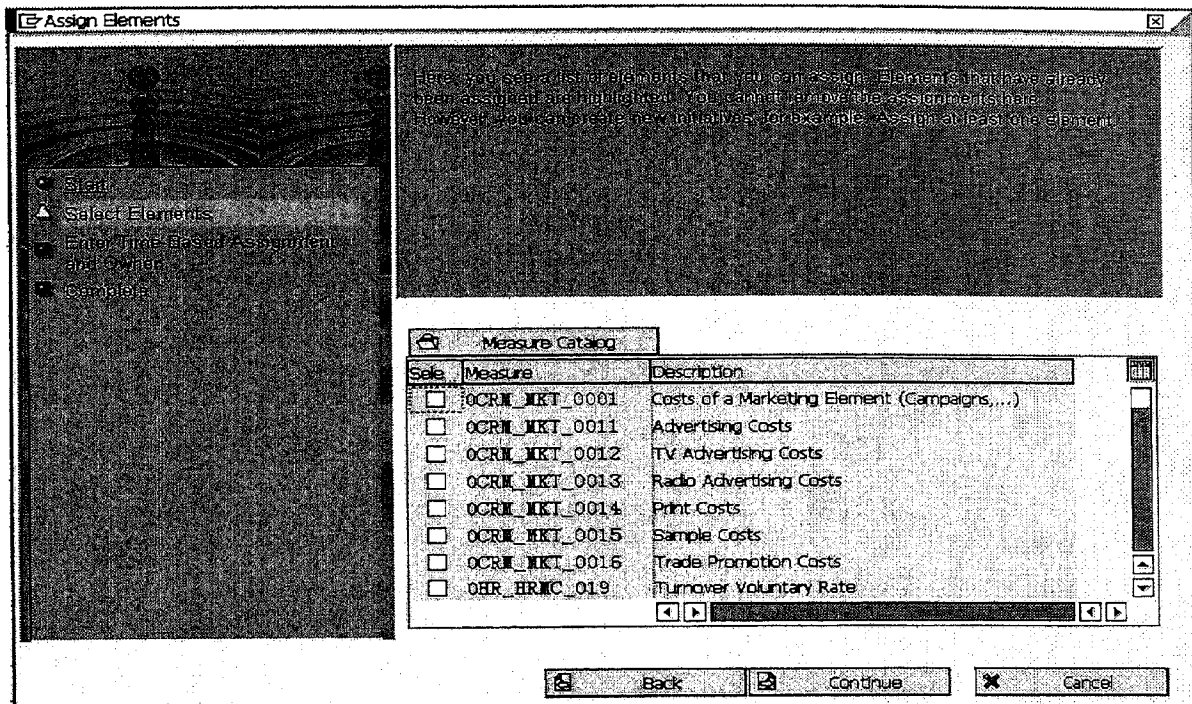 Assign Elements
Here, you see a list of elements that you can assign. Elements that have already
been assigned are highlighted. You cannot remove the assignments here.
However, you can create new initiatives, for example. Assign at least one element.
Start
Select Elements
Enter Time-Based Assignment
and Owner
Complete
Measure Catalog
Sele Measure Description
0CRM_MKT_0001 Costs of a Marketing Element (Campaigns,...)
0CRM_MKT_0011 Advertising Costs
0CRM_MKT_0012 TV Advertising Costs
0CRM_MKT_0013 Radio Advertising Costs
0CRM_MKT_0014 Print Costs
0CRM_MKT_0015 Sample Costs
0CRM_MKT_0016 Trade Promotion Costs
0HR_HRMC_019 Turnover Voluntary Rate
Back Continue Cancel